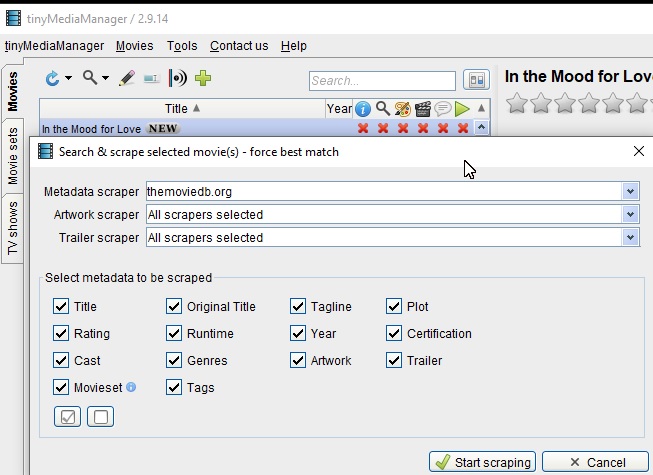 tinyMediaManager / 2.9.14
tinyMediaManager Movies Tools Contact us Help
Movies
Movie sets
TV shows
Search...
In the Mood for Lov
Title Year
In the Mood for Love NEW
Search & scrape selected movie(s) - force best match
Metadata scraper themoviedb.org
Artwork scraper All scrapers selected
Trailer scraper All scrapers selected
Select metadata to be scraped
Title Original Title Tagline Plot
Rating Runtime Year Certification
Cast Genres Artwork Trailer
Movieset Tags
Start scraping Cancel